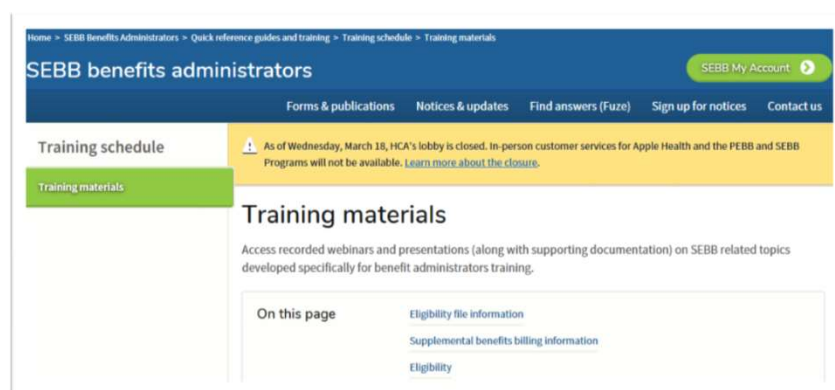 Home > SEBB Benefits Administrators > Quick reference guides and training > Training schedule > Training materials
SEBB benefits administrators
SEBB My Account
Forms & publications Notices & updates Find answers (Fuze) Sign up for notices Contact us
Training schedule
Training materials
As of Wednesday, March 18, HCA's lobby is closed. In-person customer services for Apple Health and the PEBB and SEBB
Programs will not be available. Learn more about the closure.
Training materials
Access recorded webinars and presentations (along with supporting documentation) on SEBB related topics
developed specifically for benefit administrators training.
On this page
Eligibility file information
Supplemental benefits billing information
Eligibility